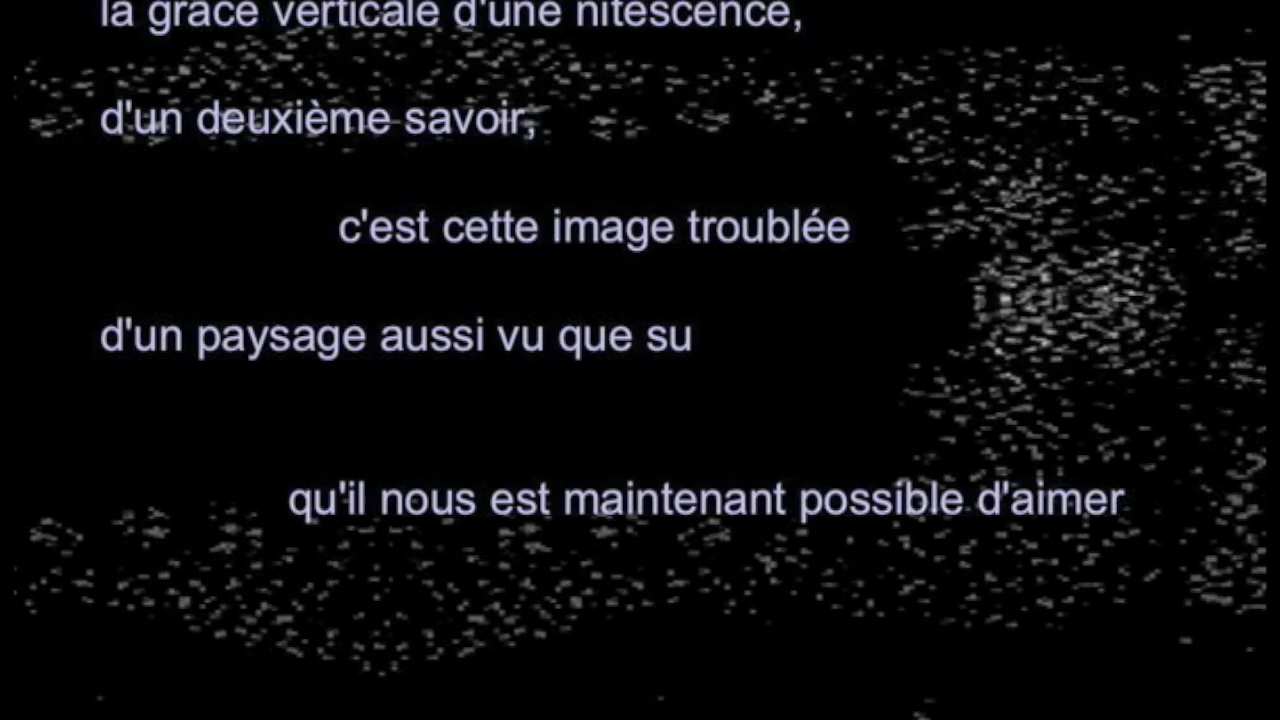 la grâce verticale d'une nitescence,
d'un deuxième savoir,
c'est cette image troublée
d'un paysage aussi vu que su
qu'il nous est maintenant possible d'aimer